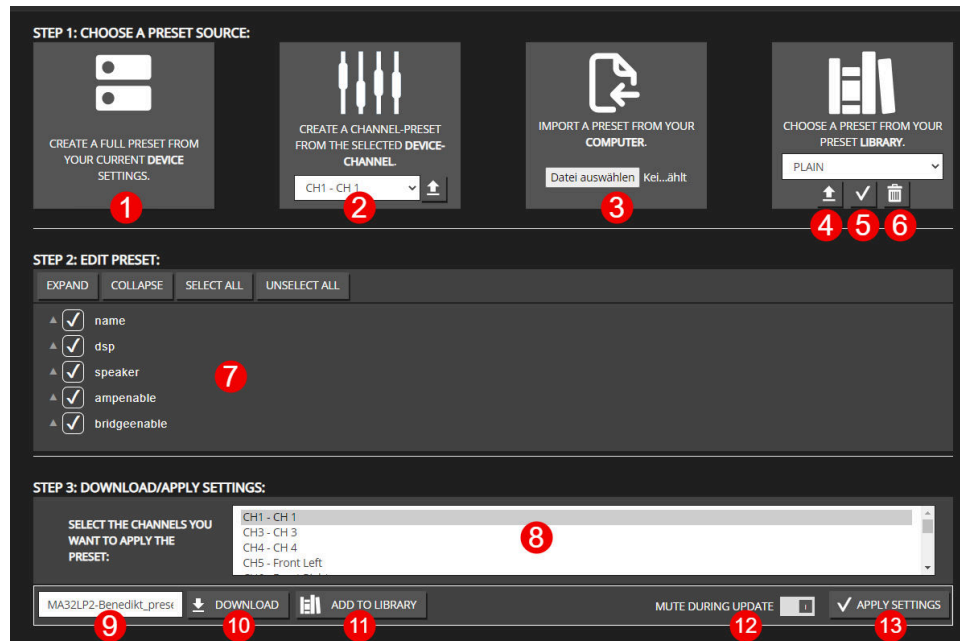 STEP 1: CHOOSE A PRESET SOURCE:
CREATE A FULL PRESET FROM
YOUR CURRENT DEVICE
SETTINGS.
1
CREATE A CHANNEL-PRESET
FROM THE SELECTED DEVICE-
CHANNEL.
CH1 - CH 1
2
IMPORT A PRESET FROM YOUR
COMPUTER.
Datei auswählen Kei...ählt
3
CHOOSE A PRESET FROM YOUR
PRESET LIBRARY.
PLAIN
4 5 6
STEP 2: EDIT PRESET:
EXPAND COLLAPSE SELECT ALL UNSELECT ALL
name
dsp
speaker
ampenable
bridgeenable
7
STEP 3: DOWNLOAD/APPLY SETTINGS:
SELECT THE CHANNELS YOU
WANT TO APPLY THE
PRESET:
CH1 - CH 1
CH3 - CH 3
CH4 - CH 4
CH5 - Front Left
8
MA32LP2-Benedikt_prese DOWNLOAD ADD TO LIBRARY MUTE DURING UPDATE APPLY SETTINGS
9 10 11 12 13